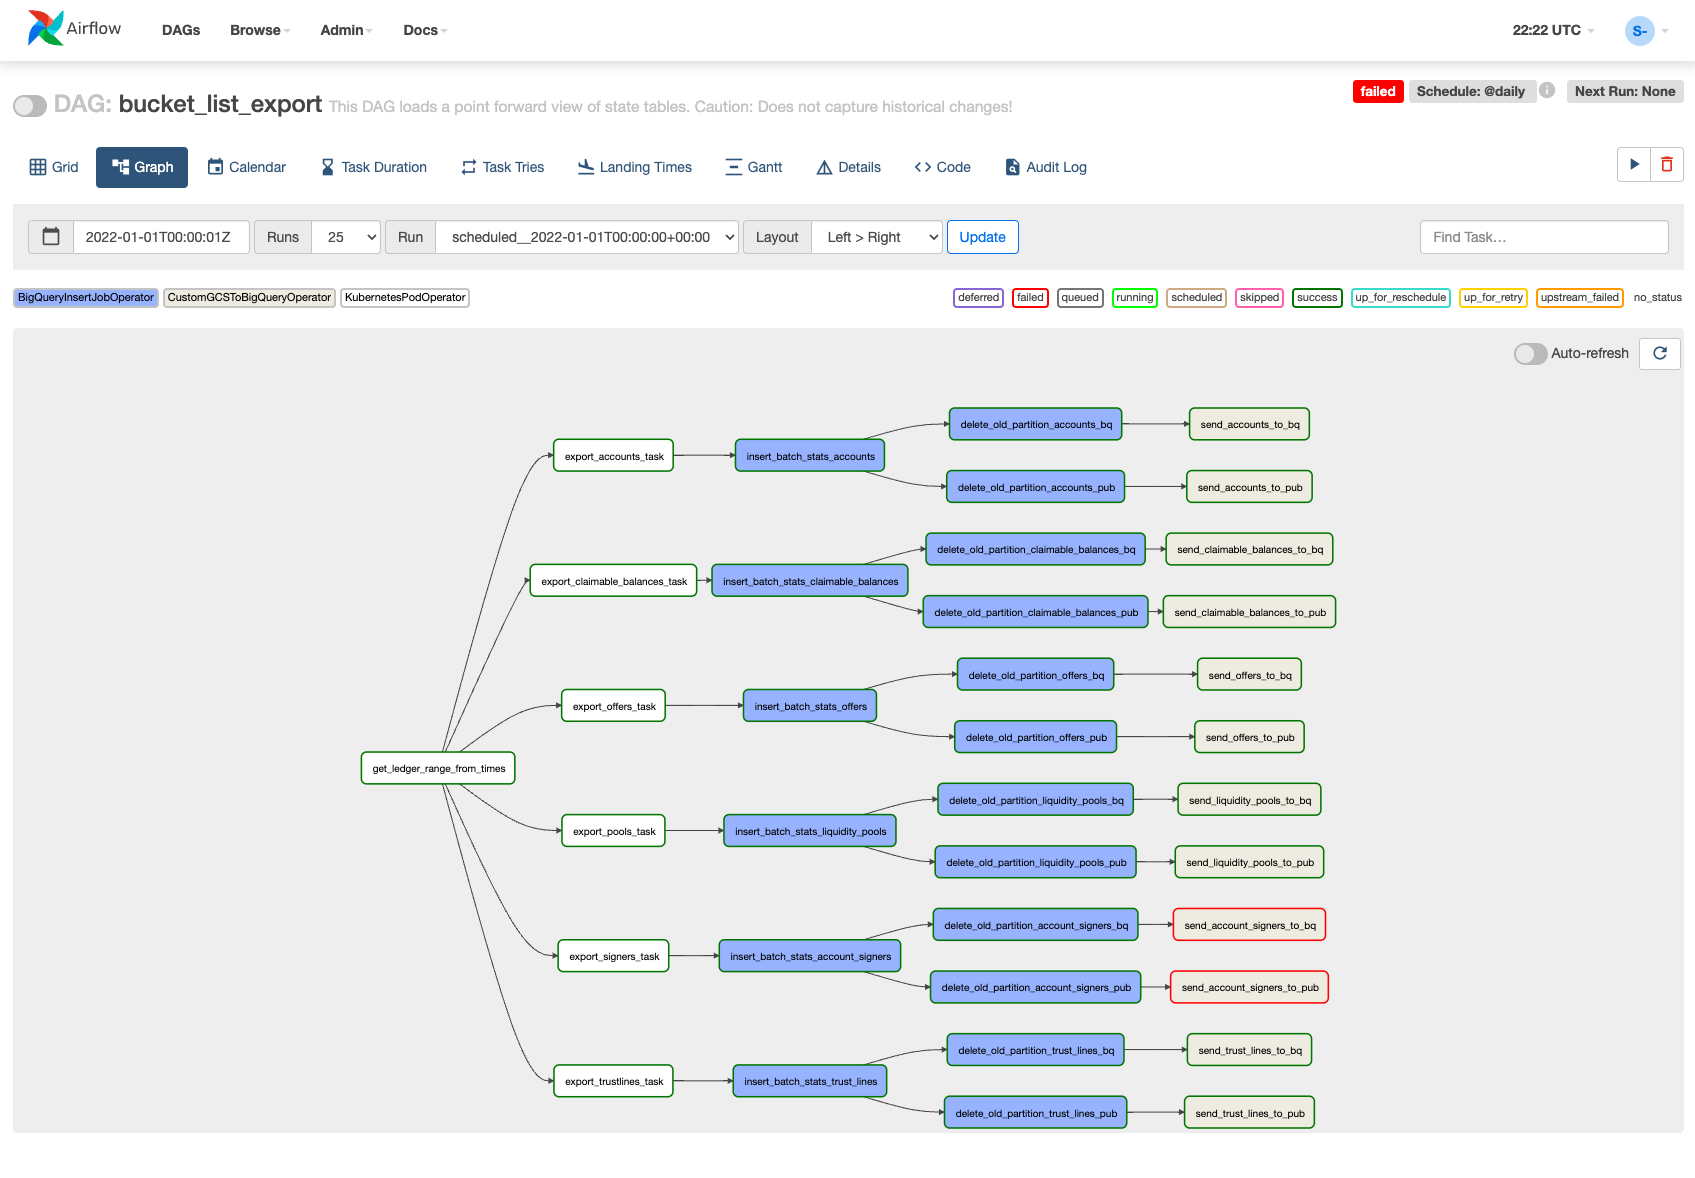 Airflow DAGs Browse Admin Docs 22:22 UTC S-
DAG: bucket_list_export This DAG loads a point forward view of state tables. Caution: Does not capture historical changes! failed Schedule: @daily i Next Run: None
Grid Graph Calendar Task Duration Task Tries Landing Times Gantt Details Code Audit Log
2022-01-01T00:00:01Z Runs 25 Run scheduled__2022-01-01T00:00:00+00:00 Layout Left > Right Update Find Task...
BigQueryInsertJobOperator CustomGCSToBigQueryOperator KubernetesPodOperator deferred failed queued running scheduled skipped success up_for_reschedule up_for_retry upstream_failed no_status
Auto-refresh
delete_old_partition_accounts_bq send_accounts_to_bq
export_accounts_task insert_batch_stats_accounts
delete_old_partition_accounts_pub send_accounts_to_pub
delete_old_partition_claimable_balances_bq send_claimable_balances_to_bq
export_claimable_balances_task insert_batch_stats_claimable_balances
delete_old_partition_claimable_balances_pub send_claimable_balances_to_pub
delete_old_partition_offers_bq send_offers_to_bq
export_offers_task insert_batch_stats_offers
delete_old_partition_offers_pub send_offers_to_pub
get_ledger_range_from_times
delete_old_partition_liquidity_pools_bq send_liquidity_pools_to_bq
export_pools_task insert_batch_stats_liquidity_pools
delete_old_partition_liquidity_pools_pub send_liquidity_pools_to_pub
delete_old_partition_account_signers_bq send_account_signers_to_bq
export_signers_task insert_batch_stats_account_signers
delete_old_partition_account_signers_pub send_account_signers_to_pub
delete_old_partition_trust_lines_bq send_trust_lines_to_bq
export_trustlines_task insert_batch_stats_trust_lines
delete_old_partition_trust_lines_pub send_trust_lines_to_pub